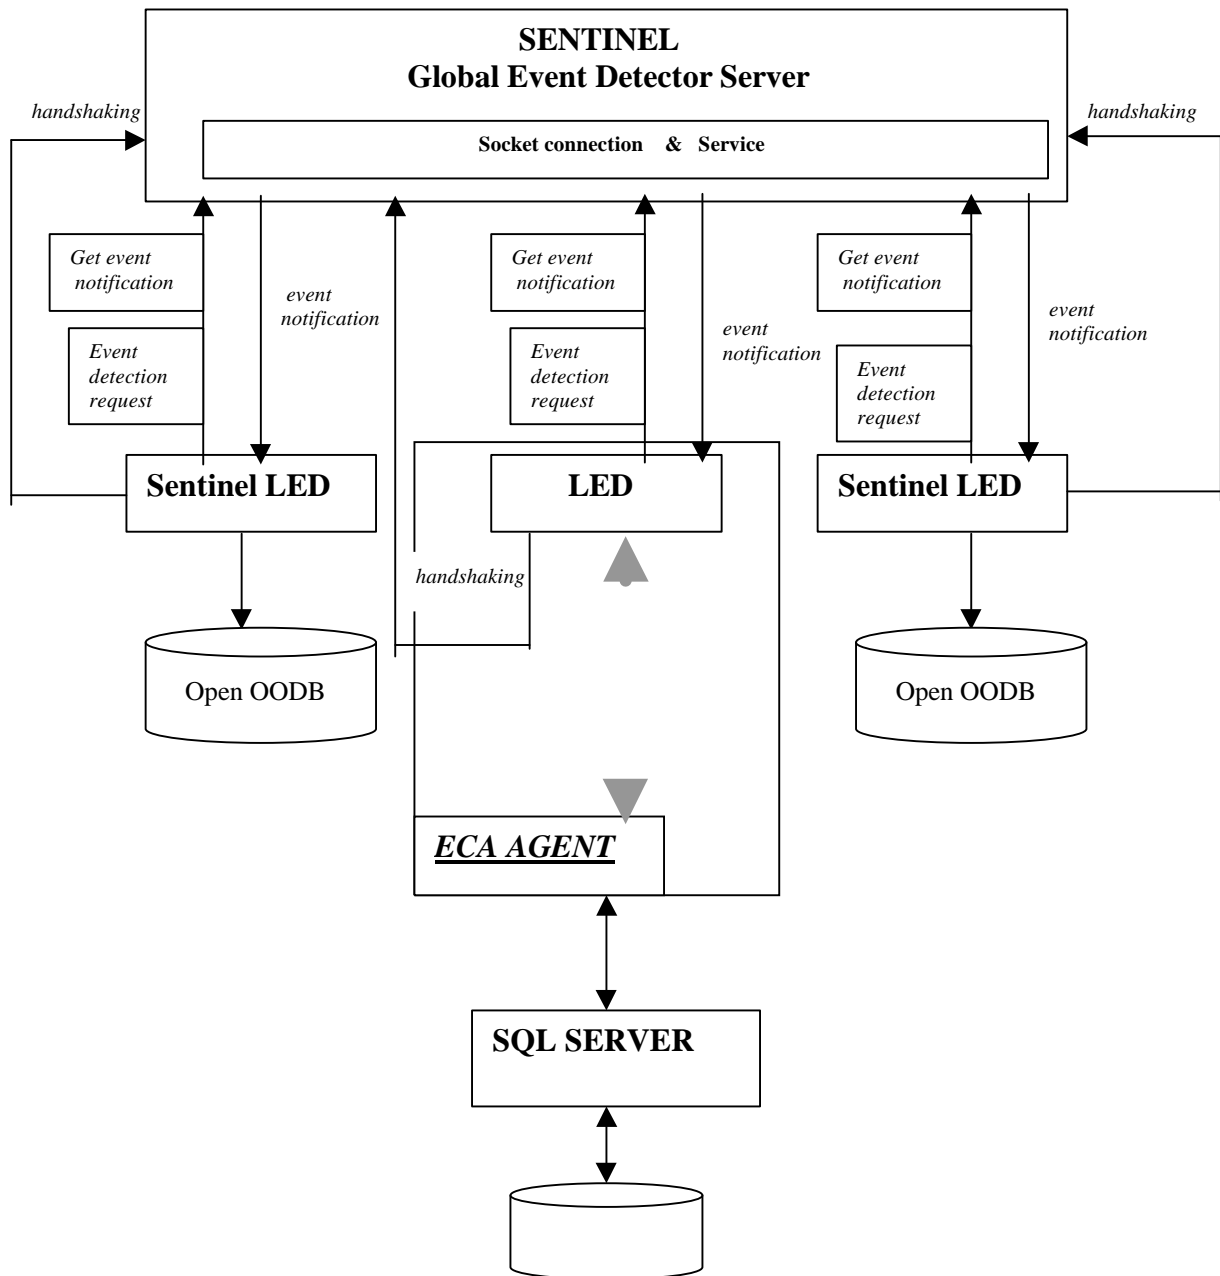 SENTINEL
Global Event Detector Server
handshaking
handshaking
Socket connection & Service
Get event
notification
event
notification
Event
detection
request
Get event
notification
event
notification
Event
detection
request
Get event
notification
event
notification
Event
detection
request
Sentinel LED
LED
Sentinel LED
handshaking
Open OODB
Open OODB
ECA AGENT
SQL SERVER